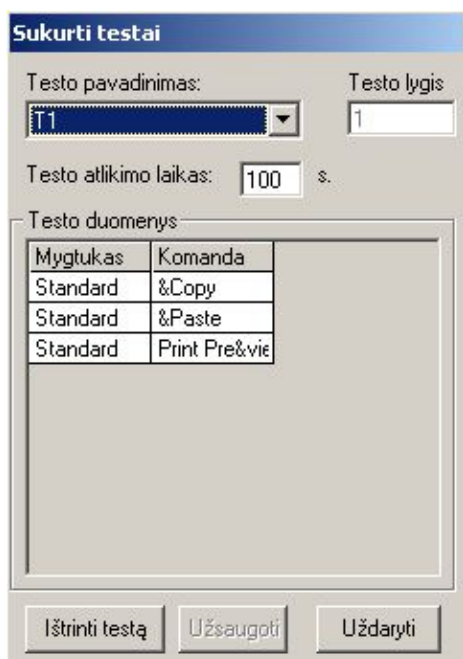 Sukurti testai
Testo pavadinimas: Testo lygis
T1 1
Testo atlikimo laikas: 100 s.
Testo duomenys
Mygtukas Komanda
Standard &Copy
Standard &Paste
Standard Print Pre&vie
Ištrinti testą Užsaugoti Uždaryti